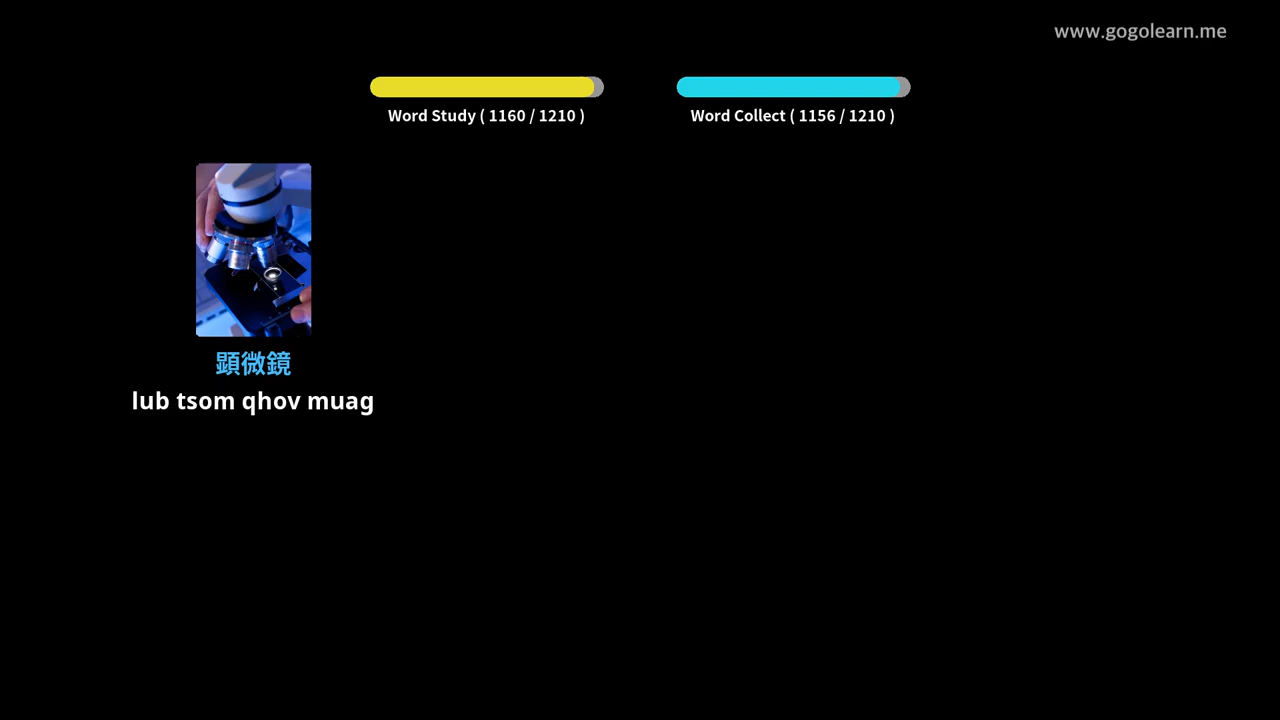 www.gogolearn.me
Word Study ( 1160 / 1210 )
Word Collect ( 1156 / 1210 )
顯微鏡
lub tsom qhov muag